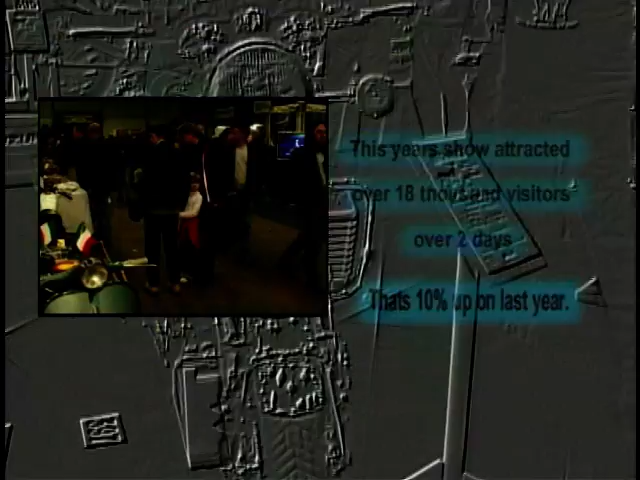 This years show attracted
over 18 thousand visitors
over 2 days
Thats 10% up on last year.